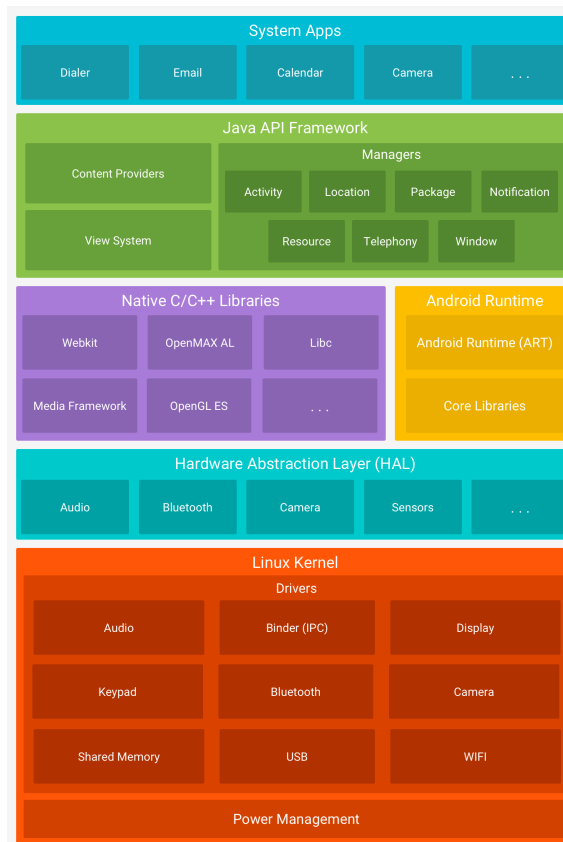 System Apps
Dialer
Email
Calendar
Camera
. . .
Java API Framework
Content Providers
View System
Managers
Activity
Location
Package
Notification
Resource
Telephony
Window
Native C/C++ Libraries
Webkit
OpenMAX AL
Libc
Media Framework
OpenGL ES
. . .
Android Runtime
Android Runtime (ART)
Core Libraries
Hardware Abstraction Layer (HAL)
Audio
Bluetooth
Camera
Sensors
. . .
Linux Kernel
Drivers
Audio
Binder (IPC)
Display
Keypad
Bluetooth
Camera
Shared Memory
USB
WIFI
Power Management